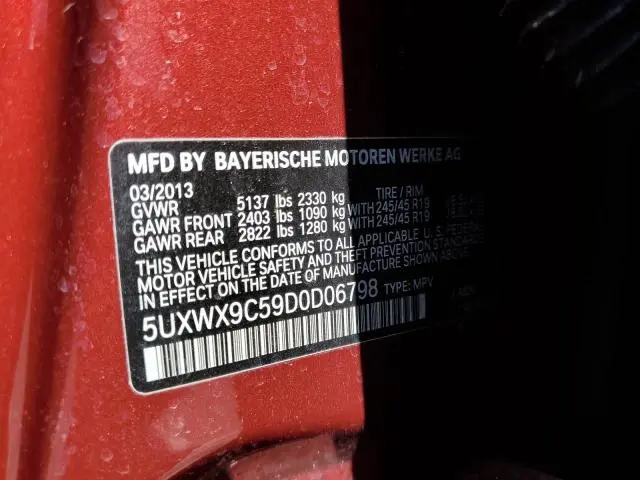 MFD BY BAYERISCHE MOTOREN WERKE AG
03/2013 TIRE / RIM
GVWR 5137 lbs 2330 kg
GAWR FRONT 2403 lbs 1090 kg WITH 245/45 R19
GAWR REAR 2822 lbs 1280 kg WITH 245/45 R19
THIS VEHICLE CONFORMS TO ALL APPLICABLE U. S. FEDERAL
MOTOR VEHICLE SAFETY AND THEFT PREVENTION STANDARDS
IN EFFECT ON THE DATE OF MANUFACTURE SHOWN ABOVE
5UXWX9C59D0D06798 TYPE: MPV